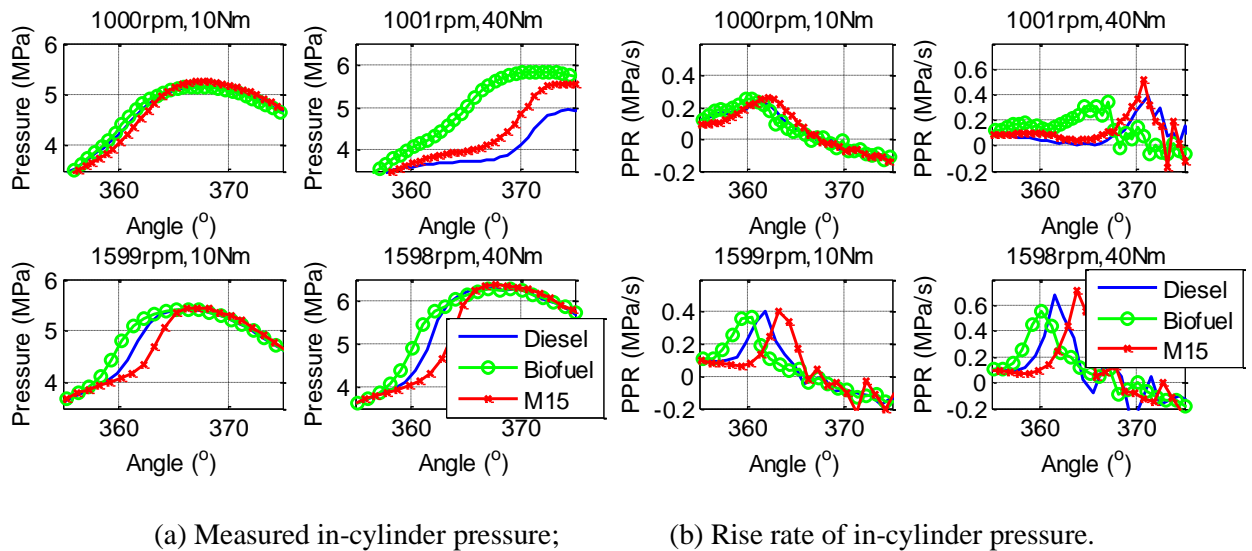 1000rpm,10Nm
1001rpm,40Nm
1000rpm,10Nm
1001rpm,40Nm
Pressure (MPa)
6
5
4
360
370
Angle (o)
Pressure (MPa)
6
5
4
360
370
Angle (o)
PPR (MPa/s)
0.4
0.2
0
-0.2
360
370
Angle (o)
PPR (MPa/s)
0.6
0.4
0.2
0
-0.2
360
370
Angle (o)
1599rpm,10Nm
1598rpm,40Nm
1599rpm,10Nm
1598rpm,40Nm
Pressure (MPa)
6
5
4
360
370
Angle (o)
Pressure (MPa)
6
5
4
360
370
Angle (o)
Diesel
Biofuel
M15
PPR (MPa/s)
0.4
0.2
0
-0.2
360
370
Angle (o)
PPR (MPa/s)
0.6
0.4
0.2
0
-0.2
360
370
Angle (o)
Diesel
Biofuel
M15
(a) Measured in-cylinder pressure;
(b) Rise rate of in-cylinder pressure.